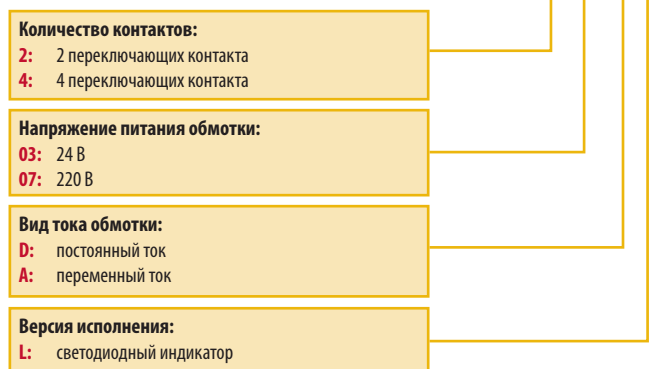 Количество контактов:
2: 2 переключающих контакта
4: 4 переключающих контакта
Напряжение питания обмотки:
03: 24 В
07: 220 В
Вид тока обмотки:
D: постоянный ток
A: переменный ток
Версия исполнения:
L: светодиодный индикатор